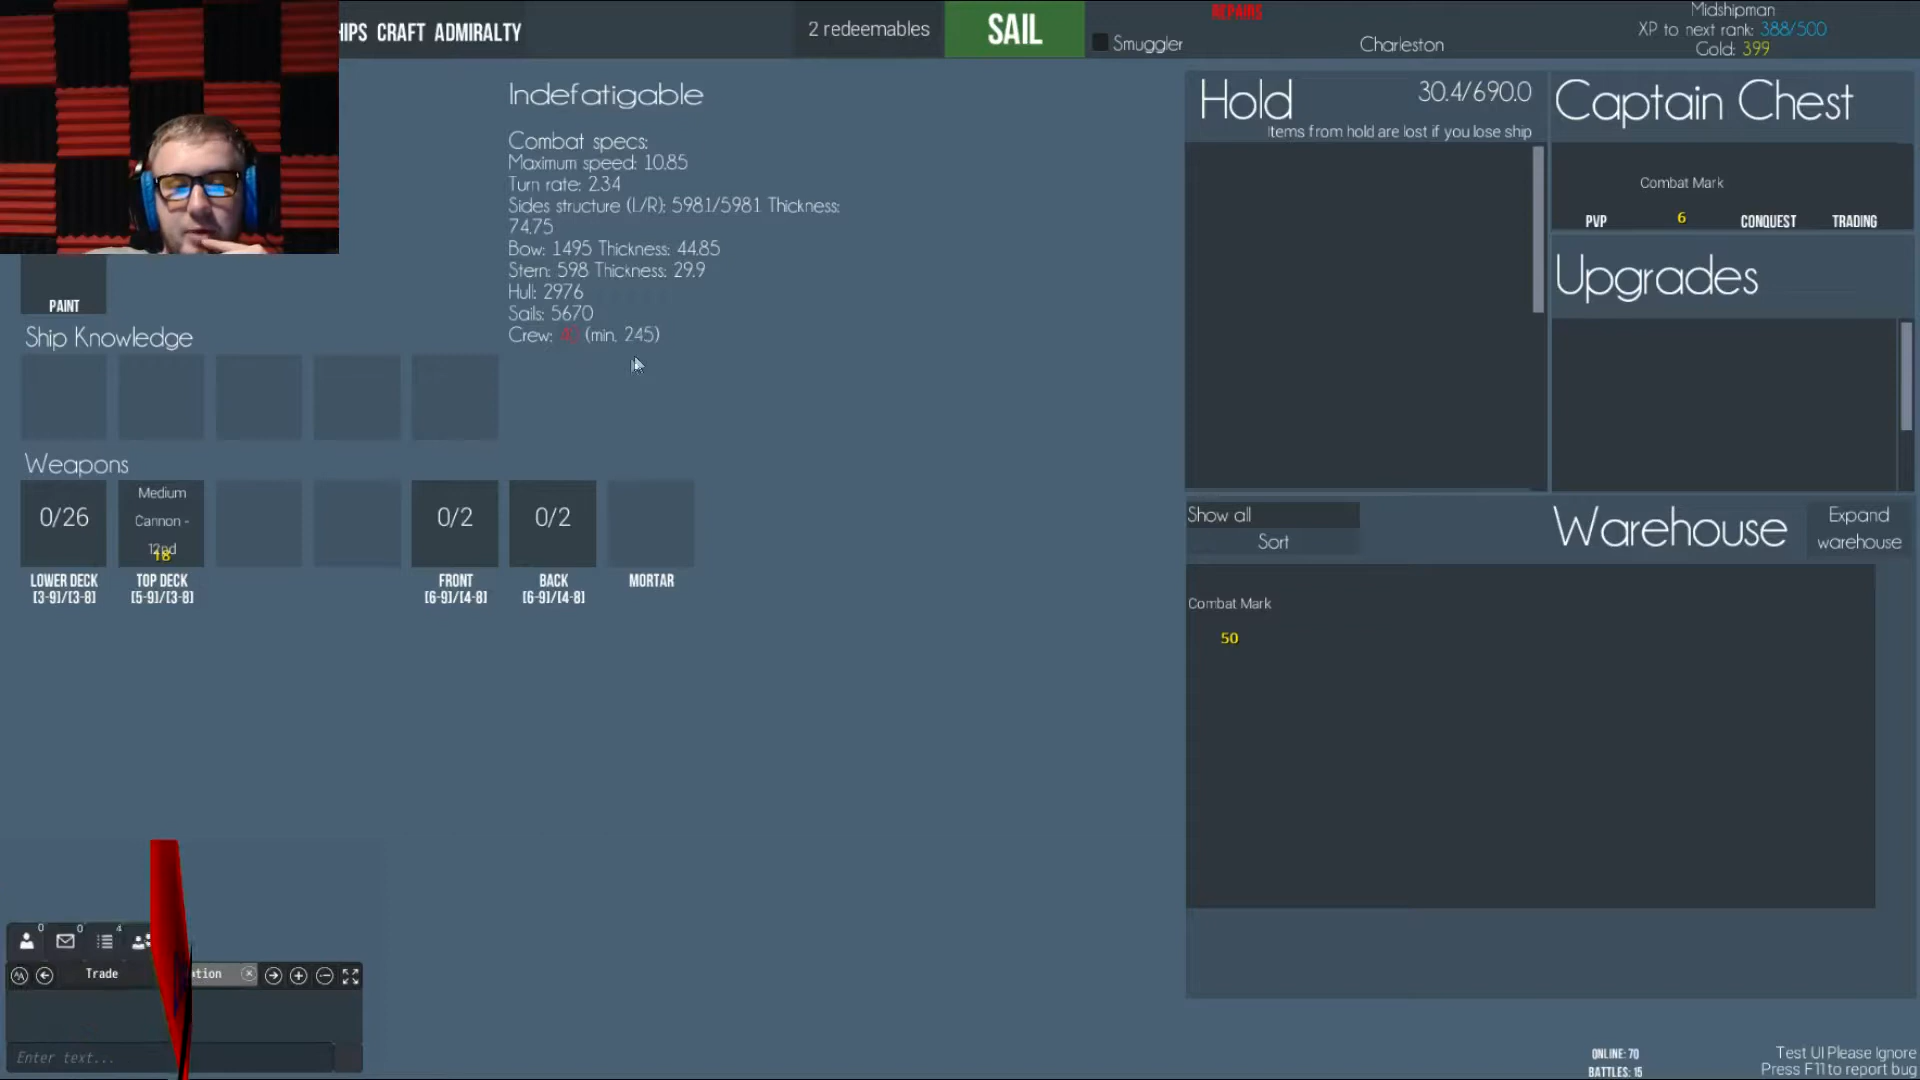 HIPS CRAFT ADMIRALTY
2 redeemables
SAIL
Smuggler
REPAIRS
Charleston
Midshipman
XP to next rank: 388/500
Gold: 399
Indefatigable
Combat specs:
Maximum speed: 10.85
Turn rate: 2.34
Sides structure (L/R): 5981/5981 Thickness:
74.75
Bow: 1495 Thickness: 44.85
Stern: 598 Thickness: 29.9
Hull: 2976
Sails: 5670
Crew: 40 (min. 245)
PAINT
Ship Knowledge
Weapons
0/26
Medium
Cannon -
12pd
18
0/2
0/2
LOWER DECK
[3-9]/[3-8]
TOP DECK
[5-9]/[3-8]
FRONT
[6-9]/[4-8]
BACK
[6-9]/[4-8]
MORTAR
Hold
30.4/690.0
Items from hold are lost if you lose ship
Captain Chest
Combat Mark
PVP
6
CONQUEST
TRADING
Upgrades
Show all
Sort
Warehouse
Expand
warehouse
Combat Mark
50
0
0
4
Trade
ation
Enter text...
ONLINE: 70
BATTLES: 15
Test UI Please Ignore
Press F11 to report bug